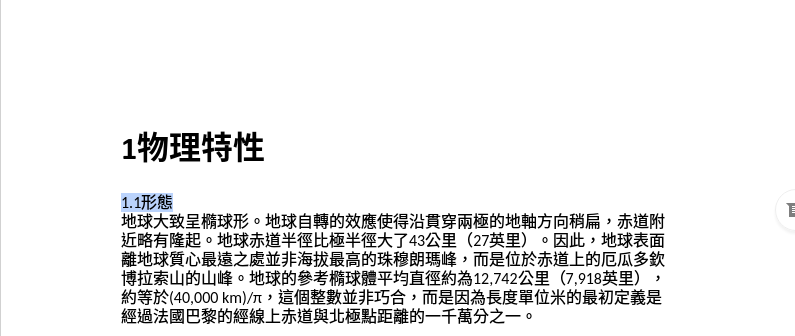 1物理特性
1.1形態
地球大致呈橢球形。地球自轉的效應使得沿貫穿兩極的地軸方向稍扁，赤道附
近略有隆起。地球赤道半徑比極半徑大了43公里（27英里）。因此，地球表面
離地球質心最遠之處並非海拔最高的珠穆朗瑪峰，而是位於赤道上的厄瓜多欽
博拉索山的山峰。地球的參考橢球體平均直徑約為12,742公里（7,918英里），
約等於(40,000 km)/π，這個整數並非巧合，而是因為長度單位米的最初定義是
經過法國巴黎的經線上赤道與北極點距離的一千萬分之一。